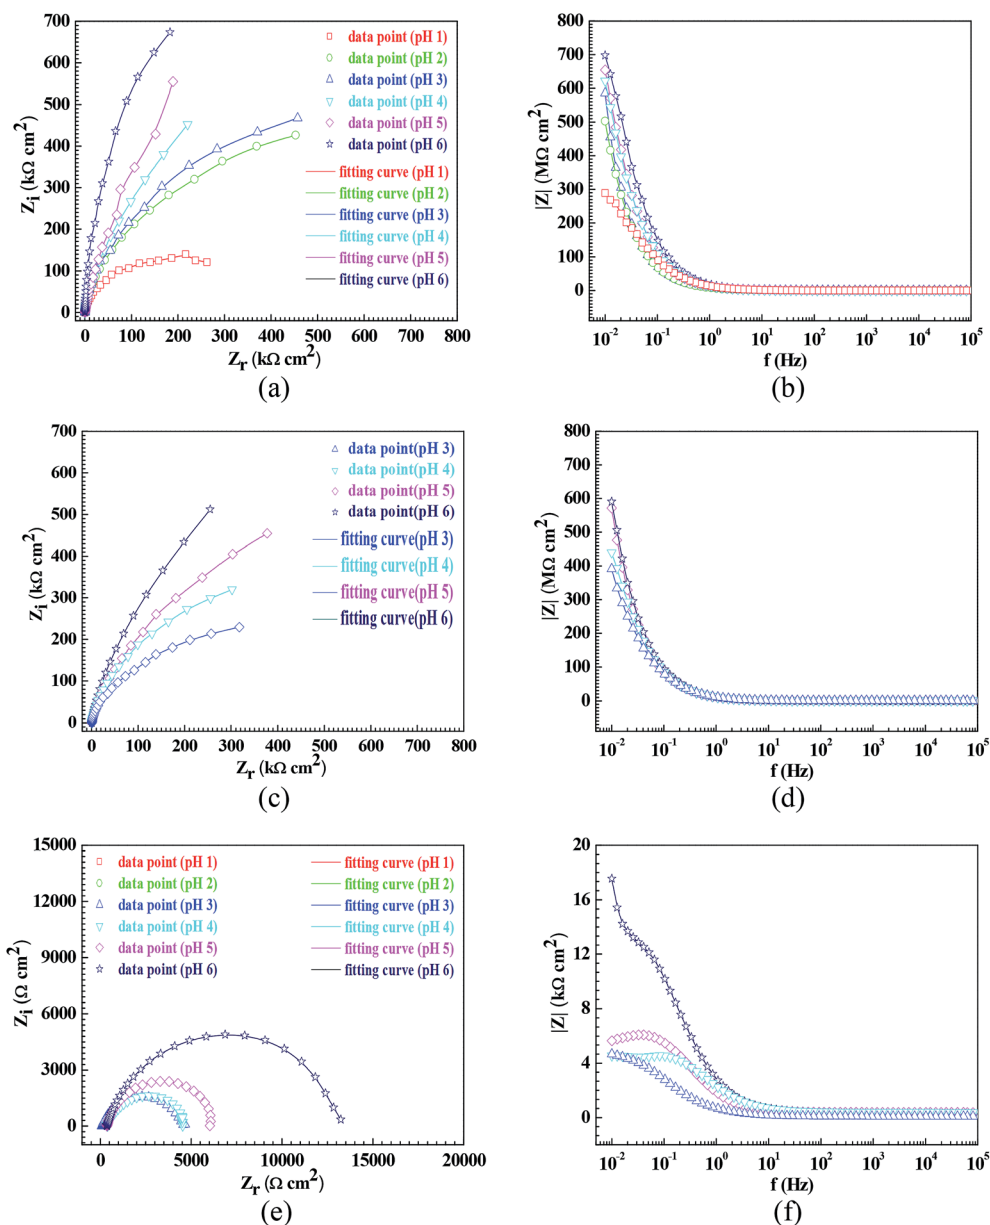 700
600
500
400
300
200
100
0
Z_i (kΩ cm²)
data point (pH 1)
data point (pH 2)
data point (pH 3)
data point (pH 4)
data point (pH 5)
data point (pH 6)
fitting curve (pH 1)
fitting curve (pH 2)
fitting curve (pH 3)
fitting curve (pH 4)
fitting curve (pH 5)
fitting curve (pH 6)
0 100 200 300 400 500 600 700 800
Z_r (kΩ cm²)
(a)
800
700
600
500
400
300
200
100
0
|Z| (MΩ cm²)
10⁻² 10⁻¹ 10⁰ 10¹ 10² 10³ 10⁴ 10⁵
f (Hz)
(b)
700
600
500
400
300
200
100
0
Z_i (kΩ cm²)
data point(pH 3)
data point(pH 4)
data point(pH 5)
data point(pH 6)
fitting curve(pH 3)
fitting curve(pH 4)
fitting curve(pH 5)
fitting curve(pH 6)
0 100 200 300 400 500 600 700 800
Z_r (kΩ cm²)
(c)
800
700
600
500
400
300
200
100
0
|Z| (MΩ cm²)
10⁻² 10⁻¹ 10⁰ 10¹ 10² 10³ 10⁴ 10⁵
f (Hz)
(d)
15000
12000
9000
6000
3000
0
Z_i (Ω cm²)
data point (pH 1)
data point (pH 2)
data point (pH 3)
data point (pH 4)
data point (pH 5)
data point (pH 6)
fitting curve (pH 1)
fitting curve (pH 2)
fitting curve (pH 3)
fitting curve (pH 4)
fitting curve (pH 5)
fitting curve (pH 6)
0 5000 10000 15000 20000
Z_r (Ω cm²)
(e)
20
16
12
8
4
0
|Z| (kΩ cm²)
10⁻² 10⁻¹ 10⁰ 10¹ 10² 10³ 10⁴ 10⁵
f (Hz)
(f)